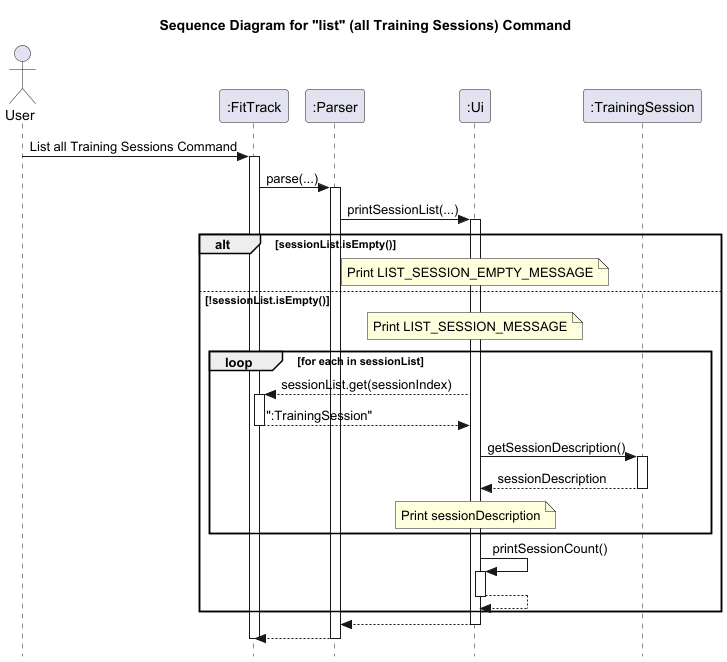 Sequence Diagram for "list" (all Training Sessions) Command
User
:FitTrack
:Parser
:Ui
:TrainingSession
List all Training Sessions Command
parse(...)
printSessionList(...)
alt
[sessionList.isEmpty()]
Print LIST_SESSION_EMPTY_MESSAGE
[!sessionList.isEmpty()]
Print LIST_SESSION_MESSAGE
loop
[for each in sessionList]
sessionList.get(sessionIndex)
":TrainingSession"
getSessionDescription()
sessionDescription
Print sessionDescription
printSessionCount()